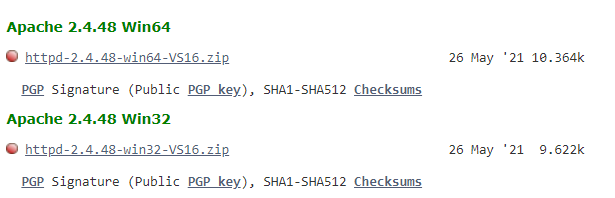 Apache 2.4.48 Win64
httpd-2.4.48-win64-VS16.zip 26 May '21 10.364k
PGP Signature (Public PGP key), SHA1-SHA512 Checksums
Apache 2.4.48 Win32
httpd-2.4.48-win32-VS16.zip 26 May '21 9.622k
PGP Signature (Public PGP key), SHA1-SHA512 Checksums